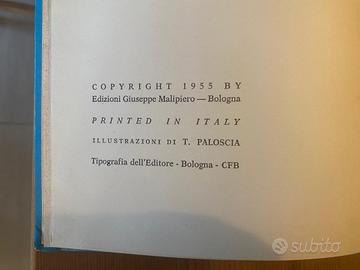 COPYRIGHT 1955 BY
Edizioni Giuseppe Malipiero — Bologna
PRINTED IN ITALY
ILLUSTRAZIONI DI T. PALOSCIA
Tipografia dell'Editore - Bologna - CFB
subito